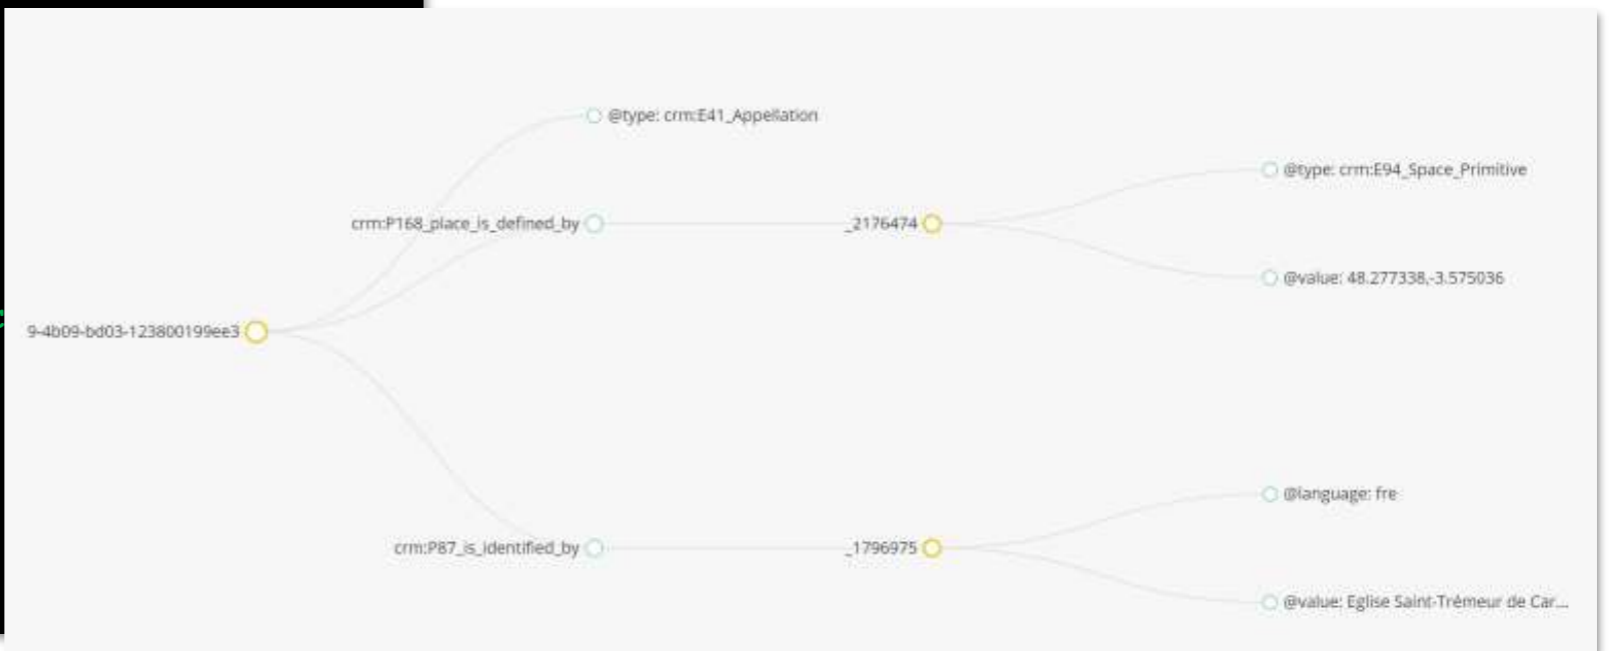 @type: crm:E41_Appellation
@type: crm:E94_Space_Primitive
crm:P168_place_is_defined_by
_2176474
@value: 48.277338,-3.575036
9-4b09-bd03-123800199ee3
@language: fre
crm:P87_is_identified_by
_1796975
@value: Eglise Saint-Trémeur de Car...